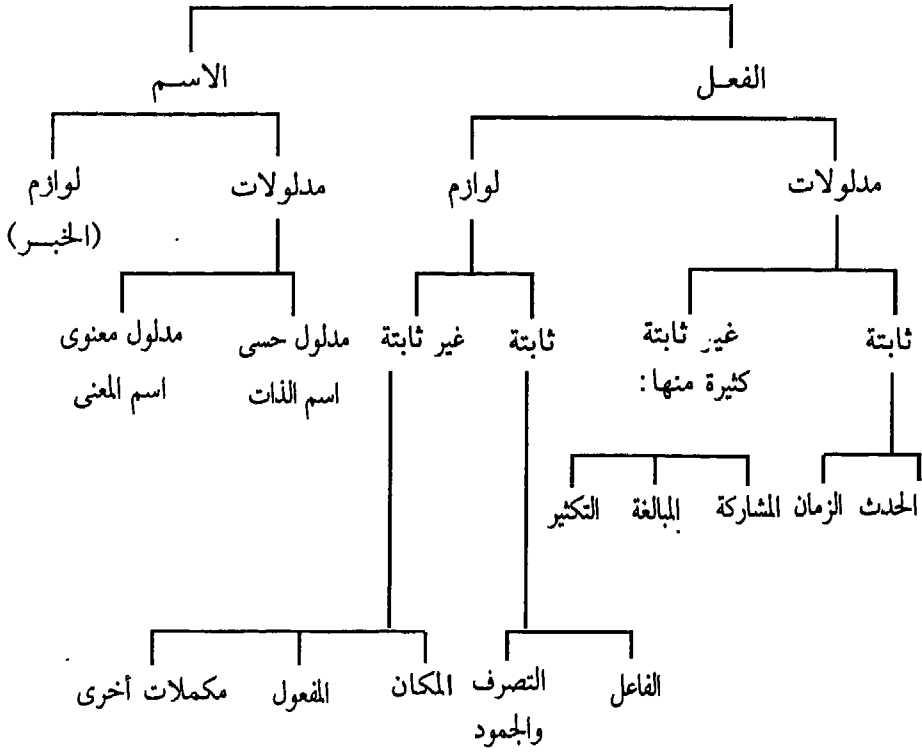 الفعل الاسم
مدلولات لوازم مدلولات لوازم
(الخبر)
ثابتة غير ثابتة ثابتة غير ثابتة مدلول حسى مدلول معنوى
كثيرة منها: اسم الذات اسم المعنى
الحدث الزمان المشاركة المبالغة التكثير
الفاعل التصرف المكان المفعول مكملات أخرى
والجمود